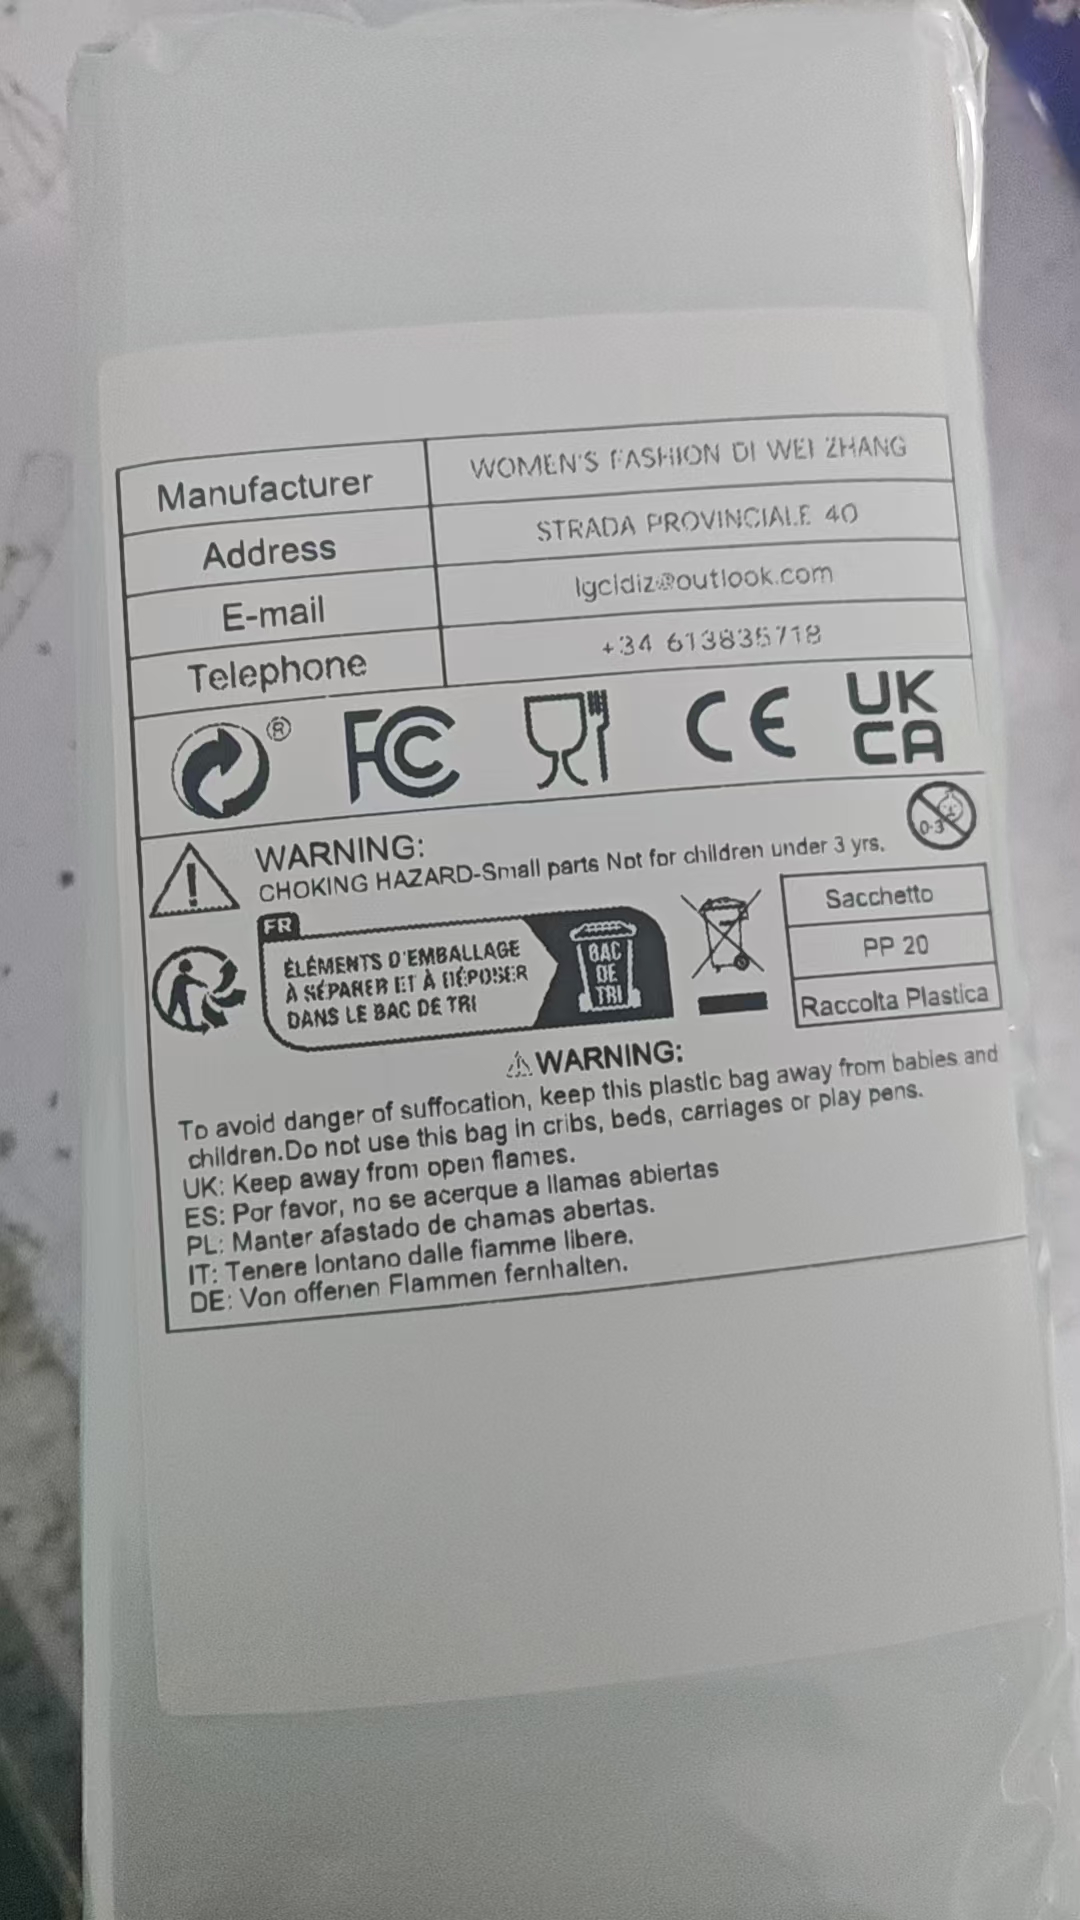 Manufacturer WOMEN'S FASHION DI WEI ZHANG
Address STRADA PROVINCIALE 40
E-mail lgcldiz@outlook.com
Telephone +34 613835718
® FC CE UK
CA
WARNING:
CHOKING HAZARD-Small parts Not for children under 3 yrs.
0-3
FR
ÉLÉMENTS D'EMBALLAGE
À SÉPARER ET À DÉPOSER
DANS LE BAC DE TRI
BAC
DE
TRI
Sacchetto
PP 20
Raccolta Plastica
WARNING:
To avoid danger of suffocation, keep this plastic bag away from babies and
children.Do not use this bag in cribs, beds, carriages or play pens.
UK: Keep away from open flames.
ES: Por favor, no se acerque a llamas abiertas
PL: Manter afastado de chamas abertas.
IT: Tenere lontano dalle fiamme libere.
DE: Von offenen Flammen fernhalten.